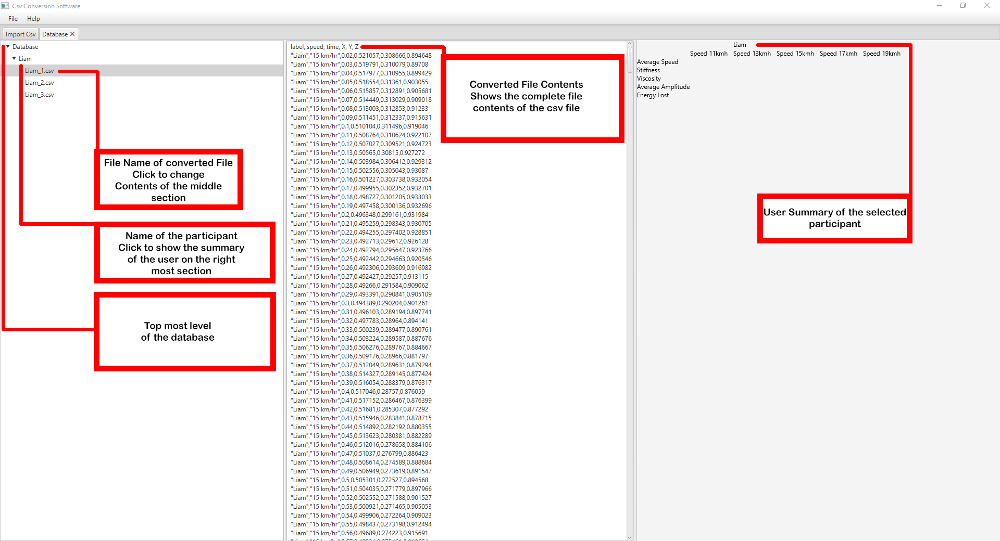 Csv Conversion Software
File Help
Import Csv Database
Database
Liam
Liam_1.csv
Liam_2.csv
Liam_3.csv
File Name of converted File
Click to change
Contents of the middle
section
Name of the participant
Click to show the summary
of the user on the right
most section
Top most level
of the database
label, speed, time, X, Y, Z
"Liam","15 km/hr",0.02,0.521057,0.308666,0.894648
"Liam","15 km/hr",0.03,0.519791,0.310079,0.89708
"Liam","15 km/hr",0.04,0.517977,0.310955,0.899429
"Liam","15 km/hr",0.05,0.518554,0.31361,0.903055
"Liam","15 km/hr",0.06,0.515857,0.312891,0.905681
"Liam","15 km/hr",0.07,0.514449,0.313029,0.909018
"Liam","15 km/hr",0.08,0.513003,0.312853,0.91233
"Liam","15 km/hr",0.09,0.511451,0.312337,0.915631
"Liam","15 km/hr",0.1,0.510104,0.311496,0.919046
"Liam","15 km/hr",0.11,0.508764,0.310624,0.922107
"Liam","15 km/hr",0.12,0.507027,0.309521,0.924723
"Liam","15 km/hr",0.13,0.50565,0.30815,0.927272
"Liam","15 km/hr",0.14,0.503984,0.306412,0.929312
"Liam","15 km/hr",0.15,0.502556,0.305043,0.93087
"Liam","15 km/hr",0.16,0.501227,0.303738,0.932054
"Liam","15 km/hr",0.17,0.499955,0.302352,0.932701
"Liam","15 km/hr",0.18,0.498727,0.301205,0.933033
"Liam","15 km/hr",0.19,0.497458,0.300136,0.932696
"Liam","15 km/hr",0.2,0.496348,0.299161,0.931984
"Liam","15 km/hr",0.21,0.495259,0.298343,0.930705
"Liam","15 km/hr",0.22,0.494255,0.297402,0.928851
"Liam","15 km/hr",0.23,0.492713,0.29612,0.926128
"Liam","15 km/hr",0.24,0.492794,0.295647,0.923766
"Liam","15 km/hr",0.25,0.492442,0.294663,0.920546
"Liam","15 km/hr",0.26,0.492306,0.293609,0.916982
"Liam","15 km/hr",0.27,0.492427,0.29257,0.913115
"Liam","15 km/hr",0.28,0.49266,0.291584,0.909062
"Liam","15 km/hr",0.29,0.493391,0.290841,0.905109
"Liam","15 km/hr",0.3,0.494389,0.290204,0.901261
"Liam","15 km/hr",0.31,0.496103,0.289194,0.897741
"Liam","15 km/hr",0.32,0.497783,0.28964,0.894141
"Liam","15 km/hr",0.33,0.500239,0.289477,0.890761
"Liam","15 km/hr",0.34,0.503224,0.289587,0.887676
"Liam","15 km/hr",0.35,0.506276,0.289767,0.884667
"Liam","15 km/hr",0.36,0.509176,0.28966,0.881797
"Liam","15 km/hr",0.37,0.512049,0.289631,0.879294
"Liam","15 km/hr",0.38,0.514327,0.289145,0.877424
"Liam","15 km/hr",0.39,0.516054,0.288379,0.876317
"Liam","15 km/hr",0.4,0.517046,0.28757,0.876059
"Liam","15 km/hr",0.41,0.517152,0.286467,0.876399
"Liam","15 km/hr",0.42,0.51681,0.285307,0.877292
"Liam","15 km/hr",0.43,0.515946,0.283841,0.878715
"Liam","15 km/hr",0.44,0.514892,0.282192,0.880355
"Liam","15 km/hr",0.45,0.513623,0.280381,0.882289
"Liam","15 km/hr",0.46,0.512016,0.278658,0.884106
"Liam","15 km/hr",0.47,0.51037,0.276799,0.886423
"Liam","15 km/hr",0.48,0.508614,0.274589,0.888684
"Liam","15 km/hr",0.49,0.506949,0.273619,0.891547
"Liam","15 km/hr",0.5,0.505301,0.272527,0.894568
"Liam","15 km/hr",0.51,0.504035,0.271779,0.897966
"Liam","15 km/hr",0.52,0.502552,0.271588,0.901527
"Liam","15 km/hr",0.53,0.500921,0.271465,0.905053
"Liam","15 km/hr",0.54,0.499906,0.272264,0.909023
"Liam","15 km/hr",0.55,0.498437,0.273198,0.912494
"Liam","15 km/hr",0.56,0.49689,0.274223,0.915691
Converted File Contents
Shows the complete file
contents of the csv file
Liam
Speed 11kmh Speed 13kmh Speed 15kmh Speed 17kmh Speed 19kmh
Average Speed
Stiffness
Viscosity
Average Amplitude
Energy Lost
User Summary of the selected
participant